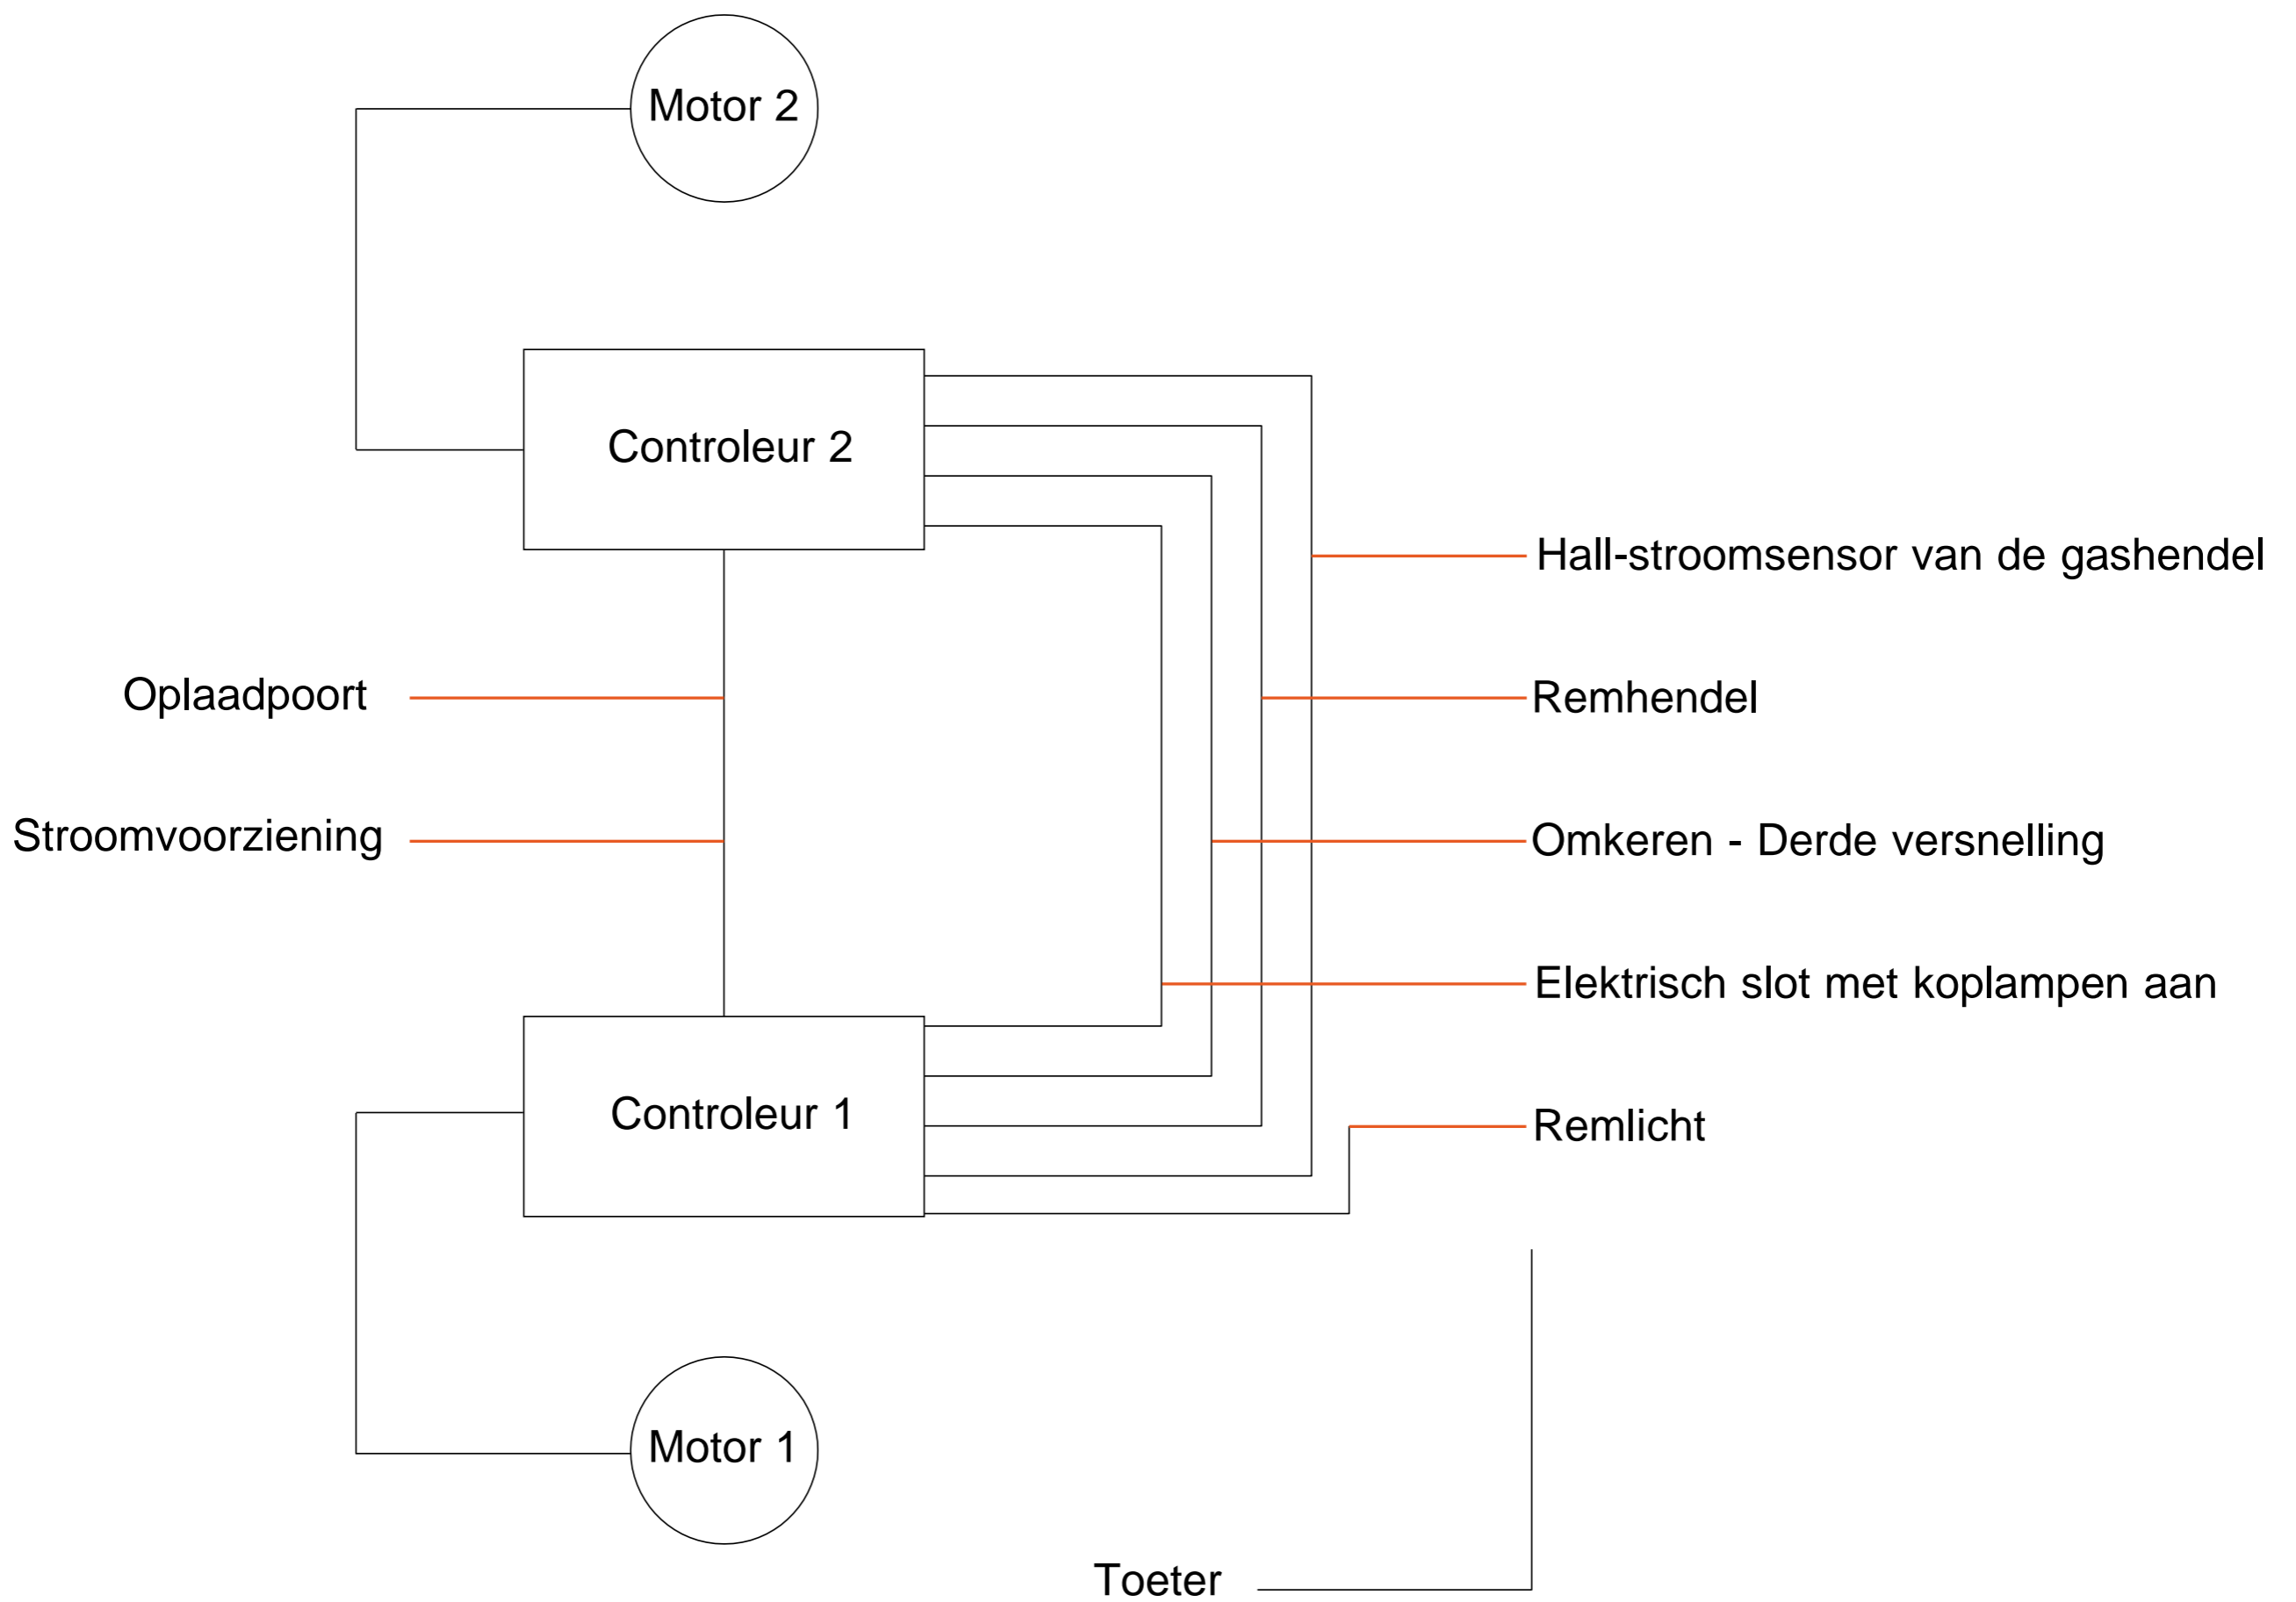 Motor 2
Controleur 2
Hall-stroomsensor van de gashendel
Oplaadpoort
Remhendel
Stroomvoorziening
Omkeren - Derde versnelling
Elektrisch slot met koplampen aan
Controleur 1
Remlicht
Motor 1
Toeter